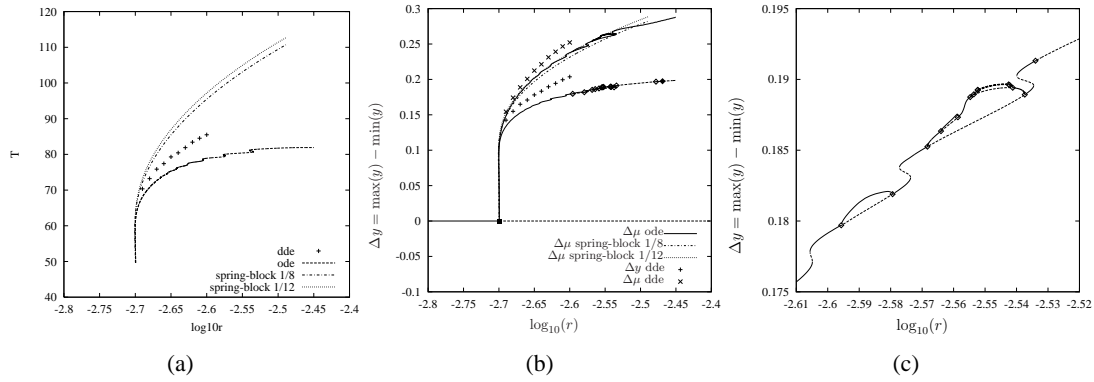 120
110
100
90
80
70
60
50
40
T
-2.8
-2.75
-2.7
-2.65
-2.6
-2.55
-2.5
-2.45
-2.4
log10r
dde
ode
spring-block 1/8
spring-block 1/12
(a)
0.3
0.25
0.2
0.15
0.1
0.05
0
-0.05
-0.1
Δy = max(y) − min(y)
-2.8
-2.75
-2.7
-2.65
-2.6
-2.55
-2.5
-2.45
-2.4
log₁₀(r)
Δμ ode
Δμ spring-block 1/8
Δμ spring-block 1/12
Δy dde
Δμ dde
(b)
0.195
0.19
0.185
0.18
0.175
Δy = max(y) − min(y)
-2.61
-2.6
-2.59
-2.58
-2.57
-2.56
-2.55
-2.54
-2.53
-2.52
log₁₀(r)
(c)